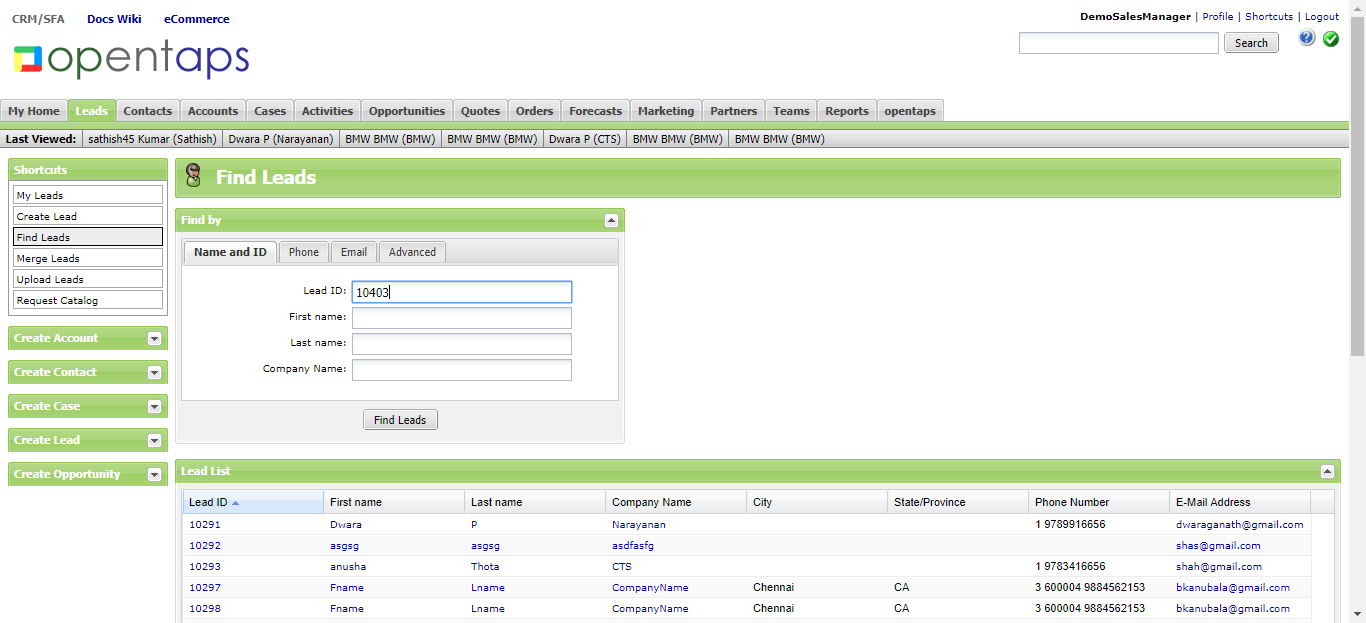 CRM/SFA Docs Wiki eCommerce
DemoSalesManager | Profile | Shortcuts | Logout
opentaps
Search
My Home Leads Contacts Accounts Cases Activities Opportunities Quotes Orders Forecasts Marketing Partners Teams Reports opentaps
Last Viewed: sathish45 Kumar (Sathish) Dwara P (Narayanan) BMW BMW (BMW) BMW BMW (BMW) Dwara P (CTS) BMW BMW (BMW) BMW BMW (BMW)
Shortcuts
My Leads
Create Lead
Find Leads
Merge Leads
Upload Leads
Request Catalog
Create Account
Create Contact
Create Case
Create Lead
Create Opportunity
Find Leads
Find by
Name and ID Phone Email Advanced
Lead ID: 10403
First name:
Last name:
Company Name:
Find Leads
Lead List
Lead ID First name Last name Company Name City State/Province Phone Number E-Mail Address
10291 Dwara P Narayanan 1 9789916656 dwaraganath@gmail.com
10292 asgsg asgsg asdfasfg shas@gmail.com
10293 anusha Thota CTS 1 9783416656 shah@gmail.com
10297 Fname Lname CompanyName Chennai CA 3 600004 9884562153 bkanubala@gmail.com
10298 Fname Lname CompanyName Chennai CA 3 600004 9884562153 bkanubala@gmail.com